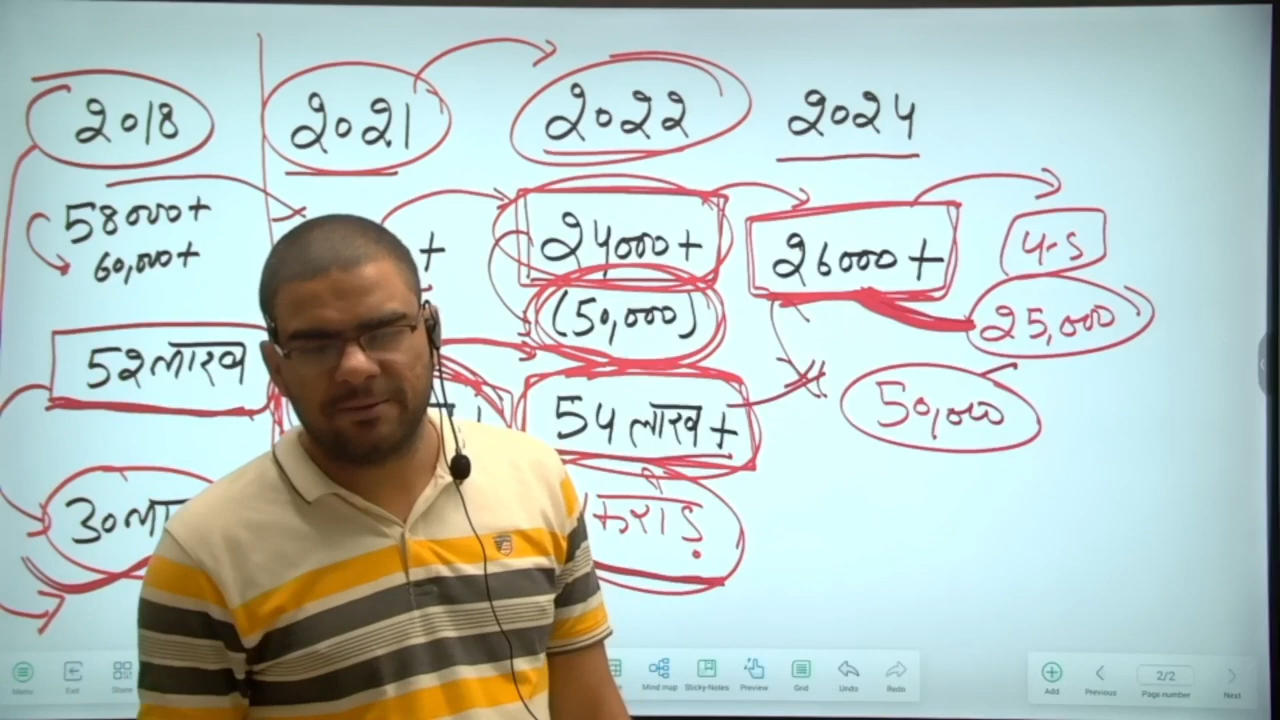 2018 2021 2022 2024
58000+
60,000+
+
24000+
26000+
4-5
(50,000)
25,000
52लाख
54 लाख+
50,000
30ला
करोड़
Menu Exit Share Mind map Sticky-Notes Preview Grid Undo Redo
Add Previous 2/2 Page number Next